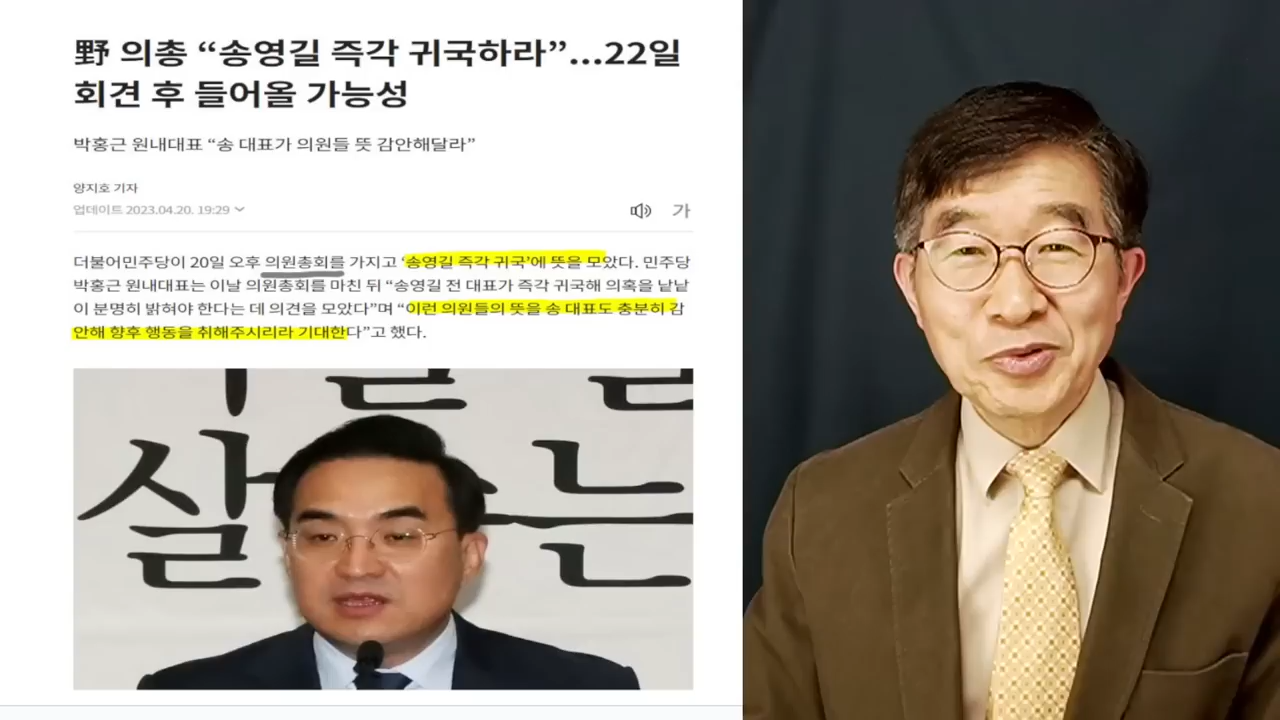 野 의총 “송영길 즉각 귀국하라”...22일
회견 후 들어올 가능성
박홍근 원내대표 “송 대표가 의원들 뜻 감안해달라”
양지호 기자
업데이트 2023.04.20. 19:29
가
더불어민주당이 20일 오후 의원총회를 가지고 ‘송영길 즉각 귀국’에 뜻을 모았다. 민주당
박홍근 원내대표는 이날 의원총회를 마친 뒤 “송영길 전 대표가 즉각 귀국해 의혹을 낱낱
이 분명히 밝혀야 한다는 데 의견을 모았다”며 “이런 의원들의 뜻을 송 대표도 충분히 감
안해 향후 행동을 취해주시리라 기대한다”고 했다.
살 는